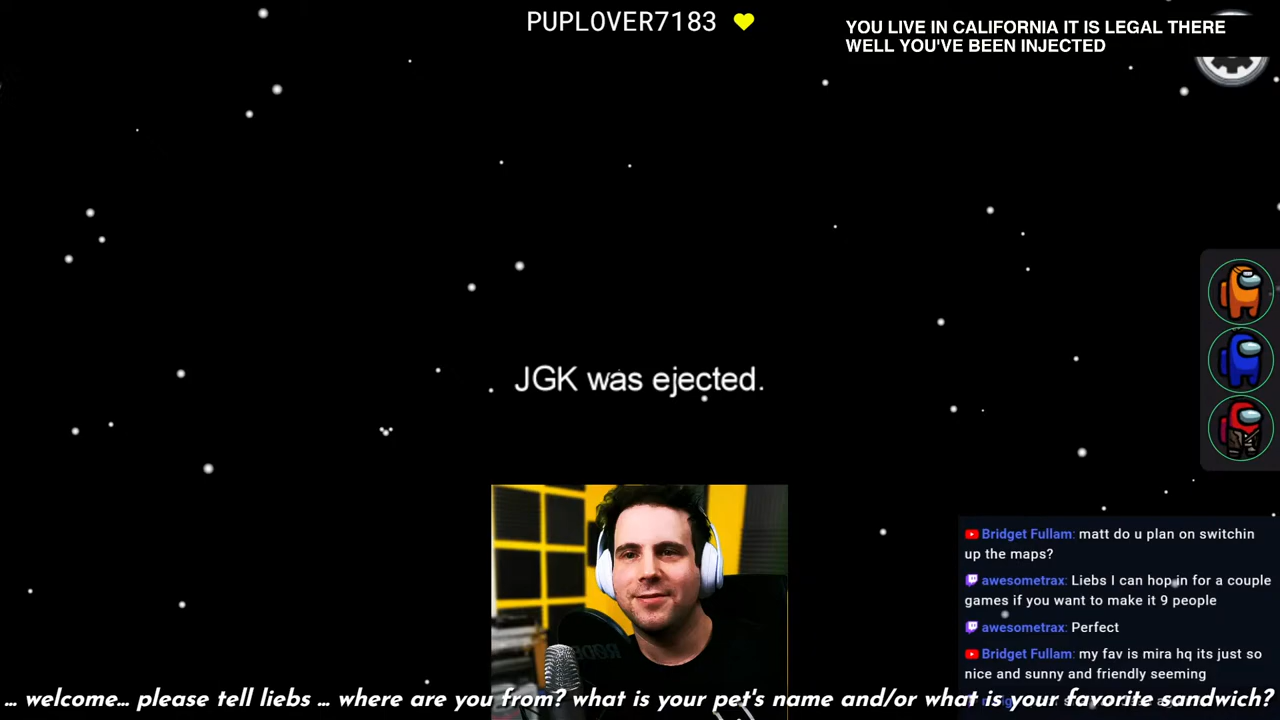 PUPL0VER7183
YOU LIVE IN CALIFORNIA IT IS LEGAL THERE
WELL YOU'VE BEEN INJECTED
JGK was ejected.
Bridget Fullam: matt do u plan on switchin
up the maps?
awesometrax: Liebs I can hop in for a couple
games if you want to make it 9 people
awesometrax: Perfect
Bridget Fullam: my fav is mira hq its just so
nice and sunny and friendly seeming
... welcome... please tell liebs ... where are you from? what is your pet's name and/or what is your favorite sandwich?